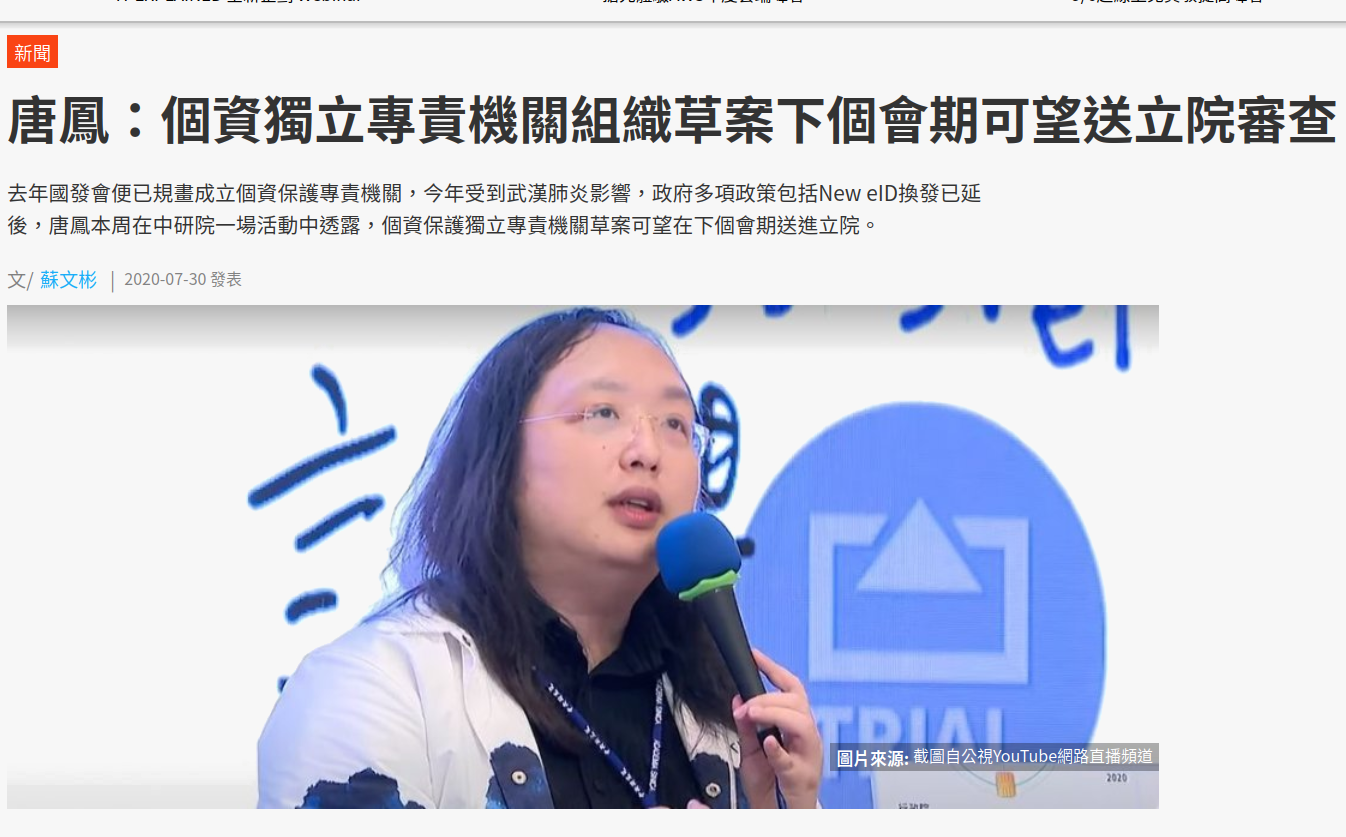 新聞
唐鳳：個資獨立專責機關組織草案下個會期可望送立院審查
去年國發會便已規畫成立個資保護專責機關，今年受到武漢肺炎影響，政府多項政策包括New eID換發已延
後，唐鳳本周在中研院一場活動中透露，個資保護獨立專責機關草案可望在下個會期送進立院。
文/ 蘇文彬 | 2020-07-30 發表
TRIAL
圖片來源: 截圖自公視YouTube網路直播頻道
2020